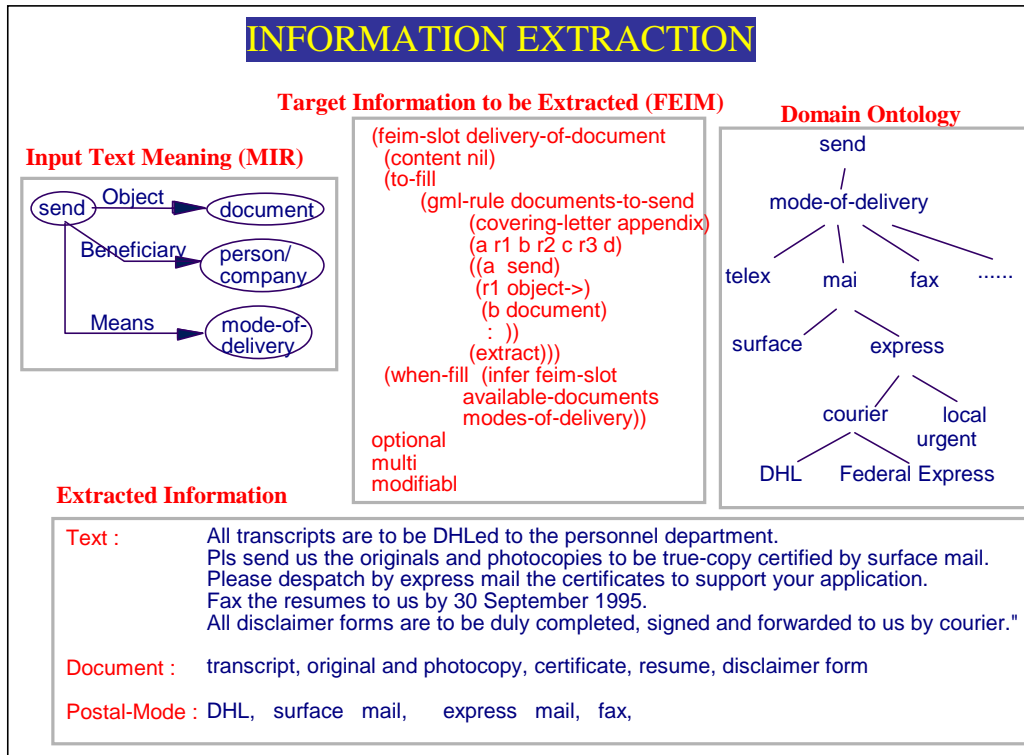 INFORMATION EXTRACTION
Target Information to be Extracted (FEIM)
(feim-slot delivery-of-document
(content nil)
(to-fill
(gml-rule documents-to-send
(covering-letter appendix)
(a r1 b r2 c r3 d)
((a send)
(r1 object->)
(b document)
: ))
(extract)))
(when-fill (infer feim-slot
available-documents
modes-of-delivery))
optional
multi
modifiabl
Input Text Meaning (MIR)
send
Object
document
Beneficiary
person/
company
Means
mode-of-
delivery
Domain Ontology
send
mode-of-delivery
telex mai fax ......
surface express
courier local
urgent
DHL Federal Express
Extracted Information
Text : All transcripts are to be DHLed to the personnel department.
Pls send us the originals and photocopies to be true-copy certified by surface mail.
Please despatch by express mail the certificates to support your application.
Fax the resumes to us by 30 September 1995.
All disclaimer forms are to be duly completed, signed and forwarded to us by courier."
Document : transcript, original and photocopy, certificate, resume, disclaimer form
Postal-Mode : DHL, surface mail, express mail, fax,